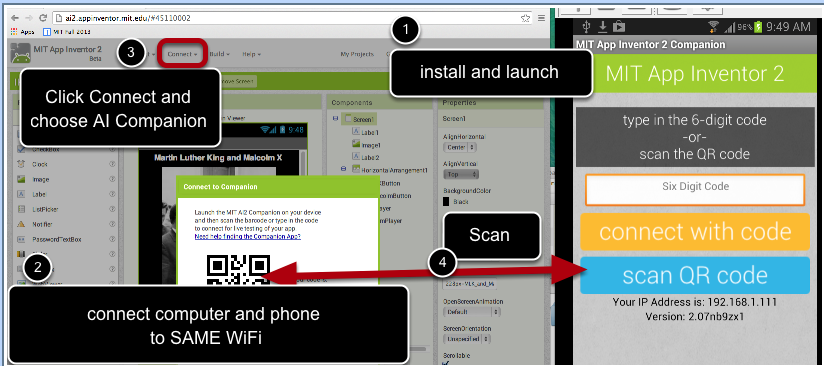 ai2.appinventor.mit.edu/#45110002
Apps
MIT Fall 2013
MIT App Inventor 2
Beta
Connect
Build
Help
My Projects
3
Click Connect and
choose AI Companion
1
install and launch
Viewer
CheckBox
Clock
Image
Label
ListPicker
Notifier
PasswordTextBox
9:48
Martin Luther King and Malcolm X
Connect to Companion
Launch the MIT AI2 Companion on your device
and then scan the barcode or type in the code
to connect for live testing of your app
Need help finding the Companion App?
Components
Screen1
Label1
Image1
Label2
HorizontalArrangement1
Properties
Screen1
AlignHorizontal
Center
AlignVertical
Top
BackgroundColor
Black
Scan
4
OpenScreenAnimation
Default
ScreenOrientation
Unspecified
Scrollable
2
connect computer and phone
to SAME WiFi
96%
9:49 AM
MIT App Inventor 2 Companion
MIT App Inventor 2
type in the 6-digit code
-or-
scan the QR code
Six Digit Code
connect with code
scan QR code
Your IP Address is: 192.168.1.111
Version: 2.07nb9zx1